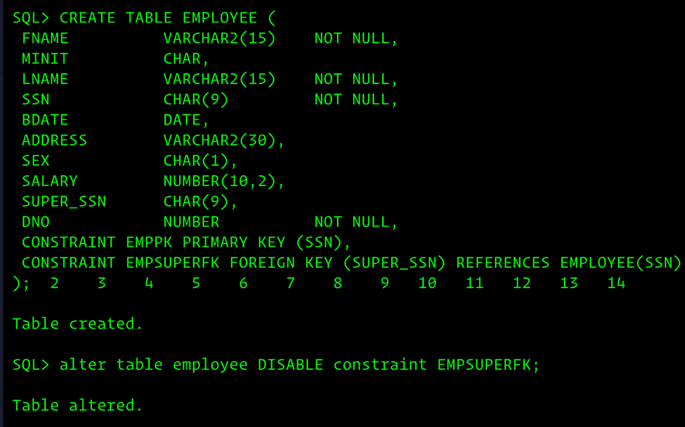 SQL> CREATE TABLE EMPLOYEE (
FNAME VARCHAR2(15) NOT NULL,
MINIT CHAR,
LNAME VARCHAR2(15) NOT NULL,
SSN CHAR(9) NOT NULL,
BDATE DATE,
ADDRESS VARCHAR2(30),
SEX CHAR(1),
SALARY NUMBER(10,2),
SUPER_SSN CHAR(9),
DNO NUMBER NOT NULL,
CONSTRAINT EMPPK PRIMARY KEY (SSN),
CONSTRAINT EMPSUPERFK FOREIGN KEY (SUPER_SSN) REFERENCES EMPLOYEE(SSN)
); 2 3 4 5 6 7 8 9 10 11 12 13 14
Table created.
SQL> alter table employee DISABLE constraint EMPSUPERFK;
Table altered.